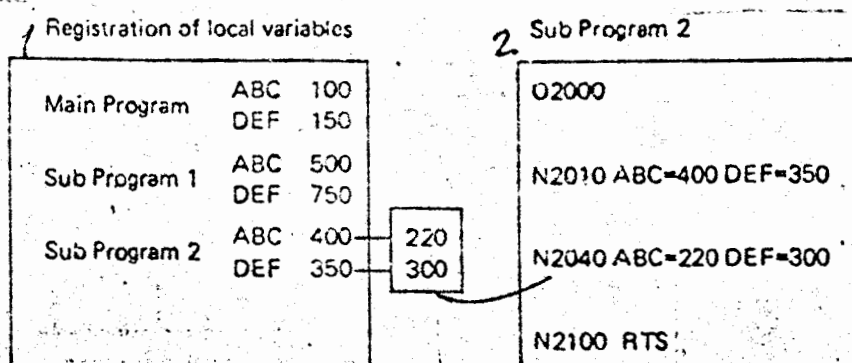 1 Registration of local variables
Main Program ABC 100
DEF 150
Sub Program 1 ABC 500
DEF 750
Sub Program 2 ABC 400 220
DEF 350 300
2 Sub Program 2
O2000
N2010 ABC=400 DEF=350
N2040 ABC=220 DEF=300
N2100 RTS